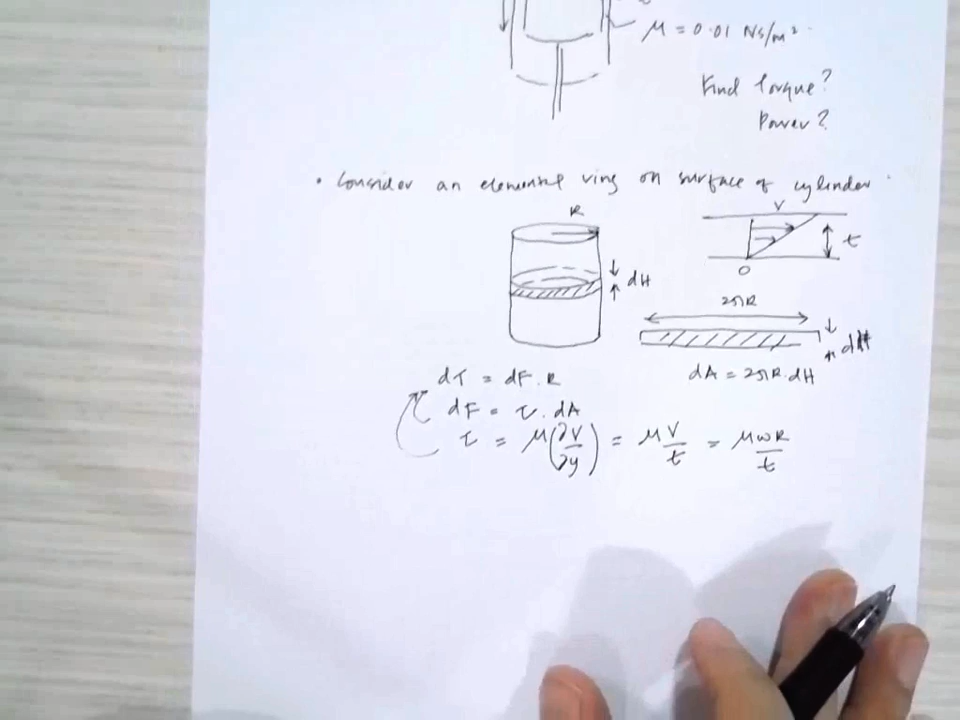 μ = 0.01 Ns/m²
Find Torque?
Power?
• Consider an elemental ring on surface of cylinder
R
V
t
O
dH
2πR
dH
dA = 2πR.dH
dT = dF.R
dF = τ.dA
τ = μ(∂V/∂y) = μV/t = μωR/t